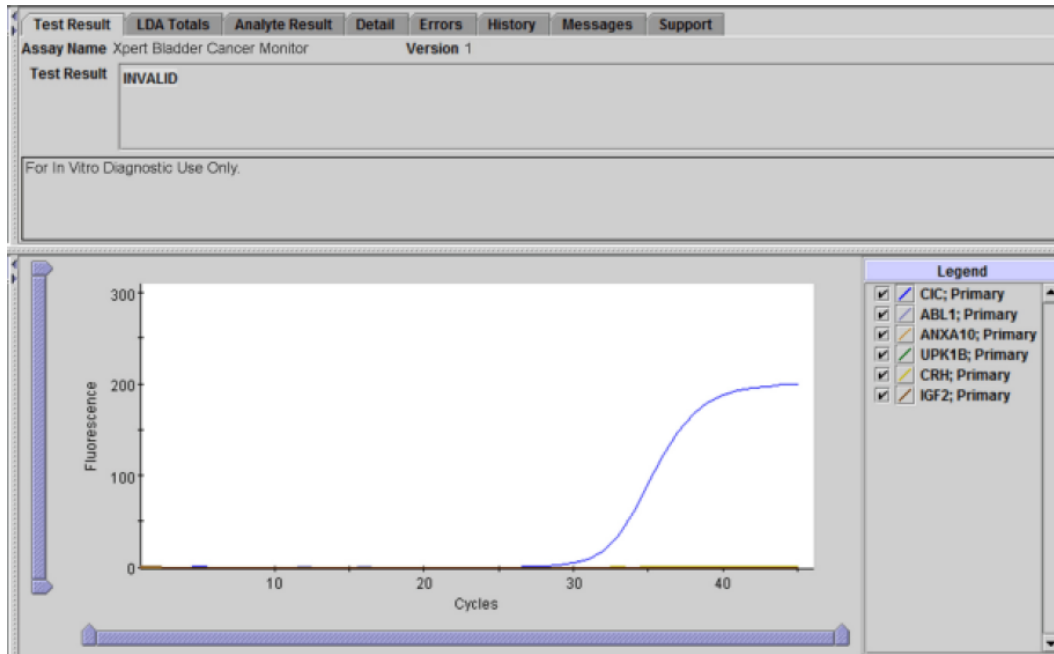 Test Result LDA Totals Analyte Result Detail Errors History Messages Support
Assay Name Xpert Bladder Cancer Monitor Version 1
Test Result INVALID
For In Vitro Diagnostic Use Only.
Legend
CIC; Primary
ABL1; Primary
ANXA10; Primary
UPK1B; Primary
CRH; Primary
IGF2; Primary
300
200
100
0
Fluorescence
10 20 30 40
Cycles